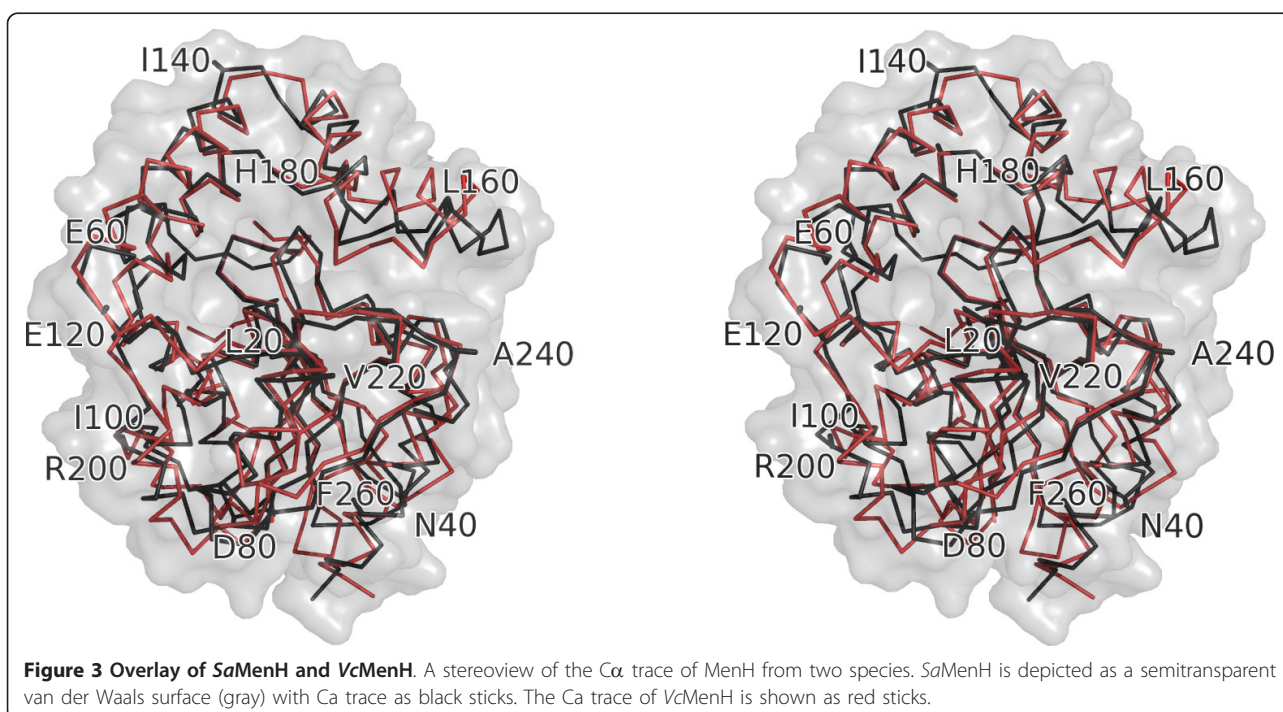 I140
I140
H180
H180
L160
L160
E60
E60
E120
L20
A240
E120
L20
A240
V220
V220
I100
I100
R200
R200
F260
F260
N40
N40
D80
D80
Figure 3 Overlay of SaMenH and VcMenH. A stereoview of the Cα trace of MenH from two species. SaMenH is depicted as a semitransparent
van der Waals surface (gray) with Ca trace as black sticks. The Ca trace of VcMenH is shown as red sticks.